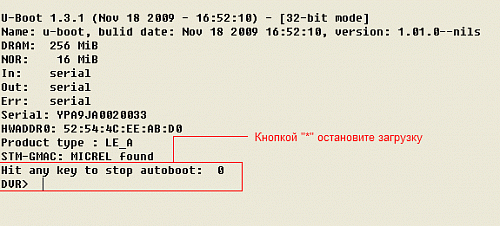 U-Boot 1.3.1 (Nov 18 2009 - 16:52:10) - [32-bit mode]
Name: u-boot, bulid date: Nov 18 2009 16:52:10, version: 1.01.0--nils
DRAM:  256 MiB
NOR:   16 MiB
In:    serial
Out:   serial
Err:   serial
Serial: YPA9JA0020033
HWADDR0: 52:54:4C:EE:AB:D0
Product type : LE_A
Кнопкой "*" остановите загрузку
STM-GMAC: MICREL found
Hit any key to stop autoboot:  0
DVR>